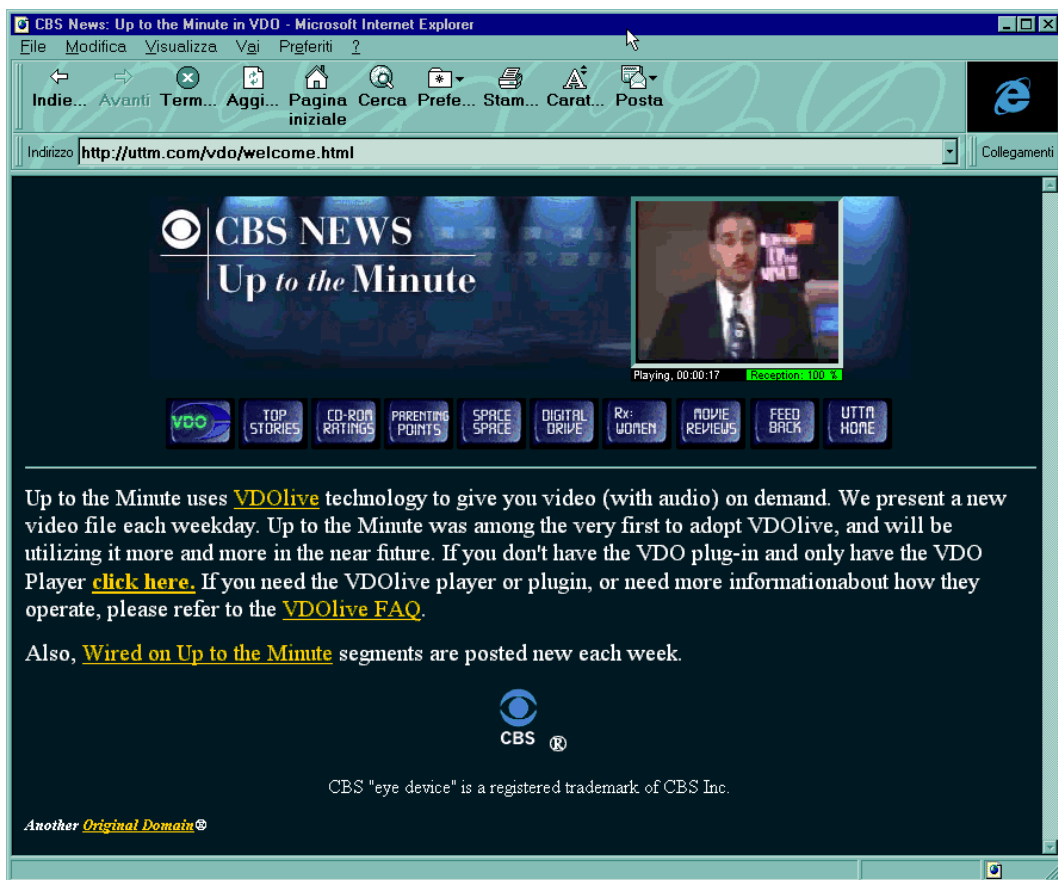 CBS News: Up to the Minute in VDO - Microsoft Internet Explorer
File Modifica Visualizza Vai Preferiti ?
Indie... Avanti Term... Aggi... Pagina iniziale Cerca Prefe... Stam... Carat... Posta
Indirizzo http://uttm.com/vdo/welcome.html Collegamenti
CBS NEWS
Up to the Minute
Playing, 00:00:17 Reception: 100 %
VDO TOP STORIES CD-ROM RATINGS PARENTING POINTS SPACE SPACE DIGITAL DRIVE Rx: WOMEN MOVIE REVIEWS FEED BACK UTTM HOME
Up to the Minute uses VDOlive technology to give you video (with audio) on demand. We present a new
video file each weekday. Up to the Minute was among the very first to adopt VDOlive, and will be
utilizing it more and more in the near future. If you don't have the VDO plug-in and only have the VDO
Player click here. If you need the VDOlive player or plugin, or need more informationabout how they
operate, please refer to the VDOlive FAQ.
Also, Wired on Up to the Minute segments are posted new each week.
CBS ®
CBS "eye device" is a registered trademark of CBS Inc.
Another Original Domain®